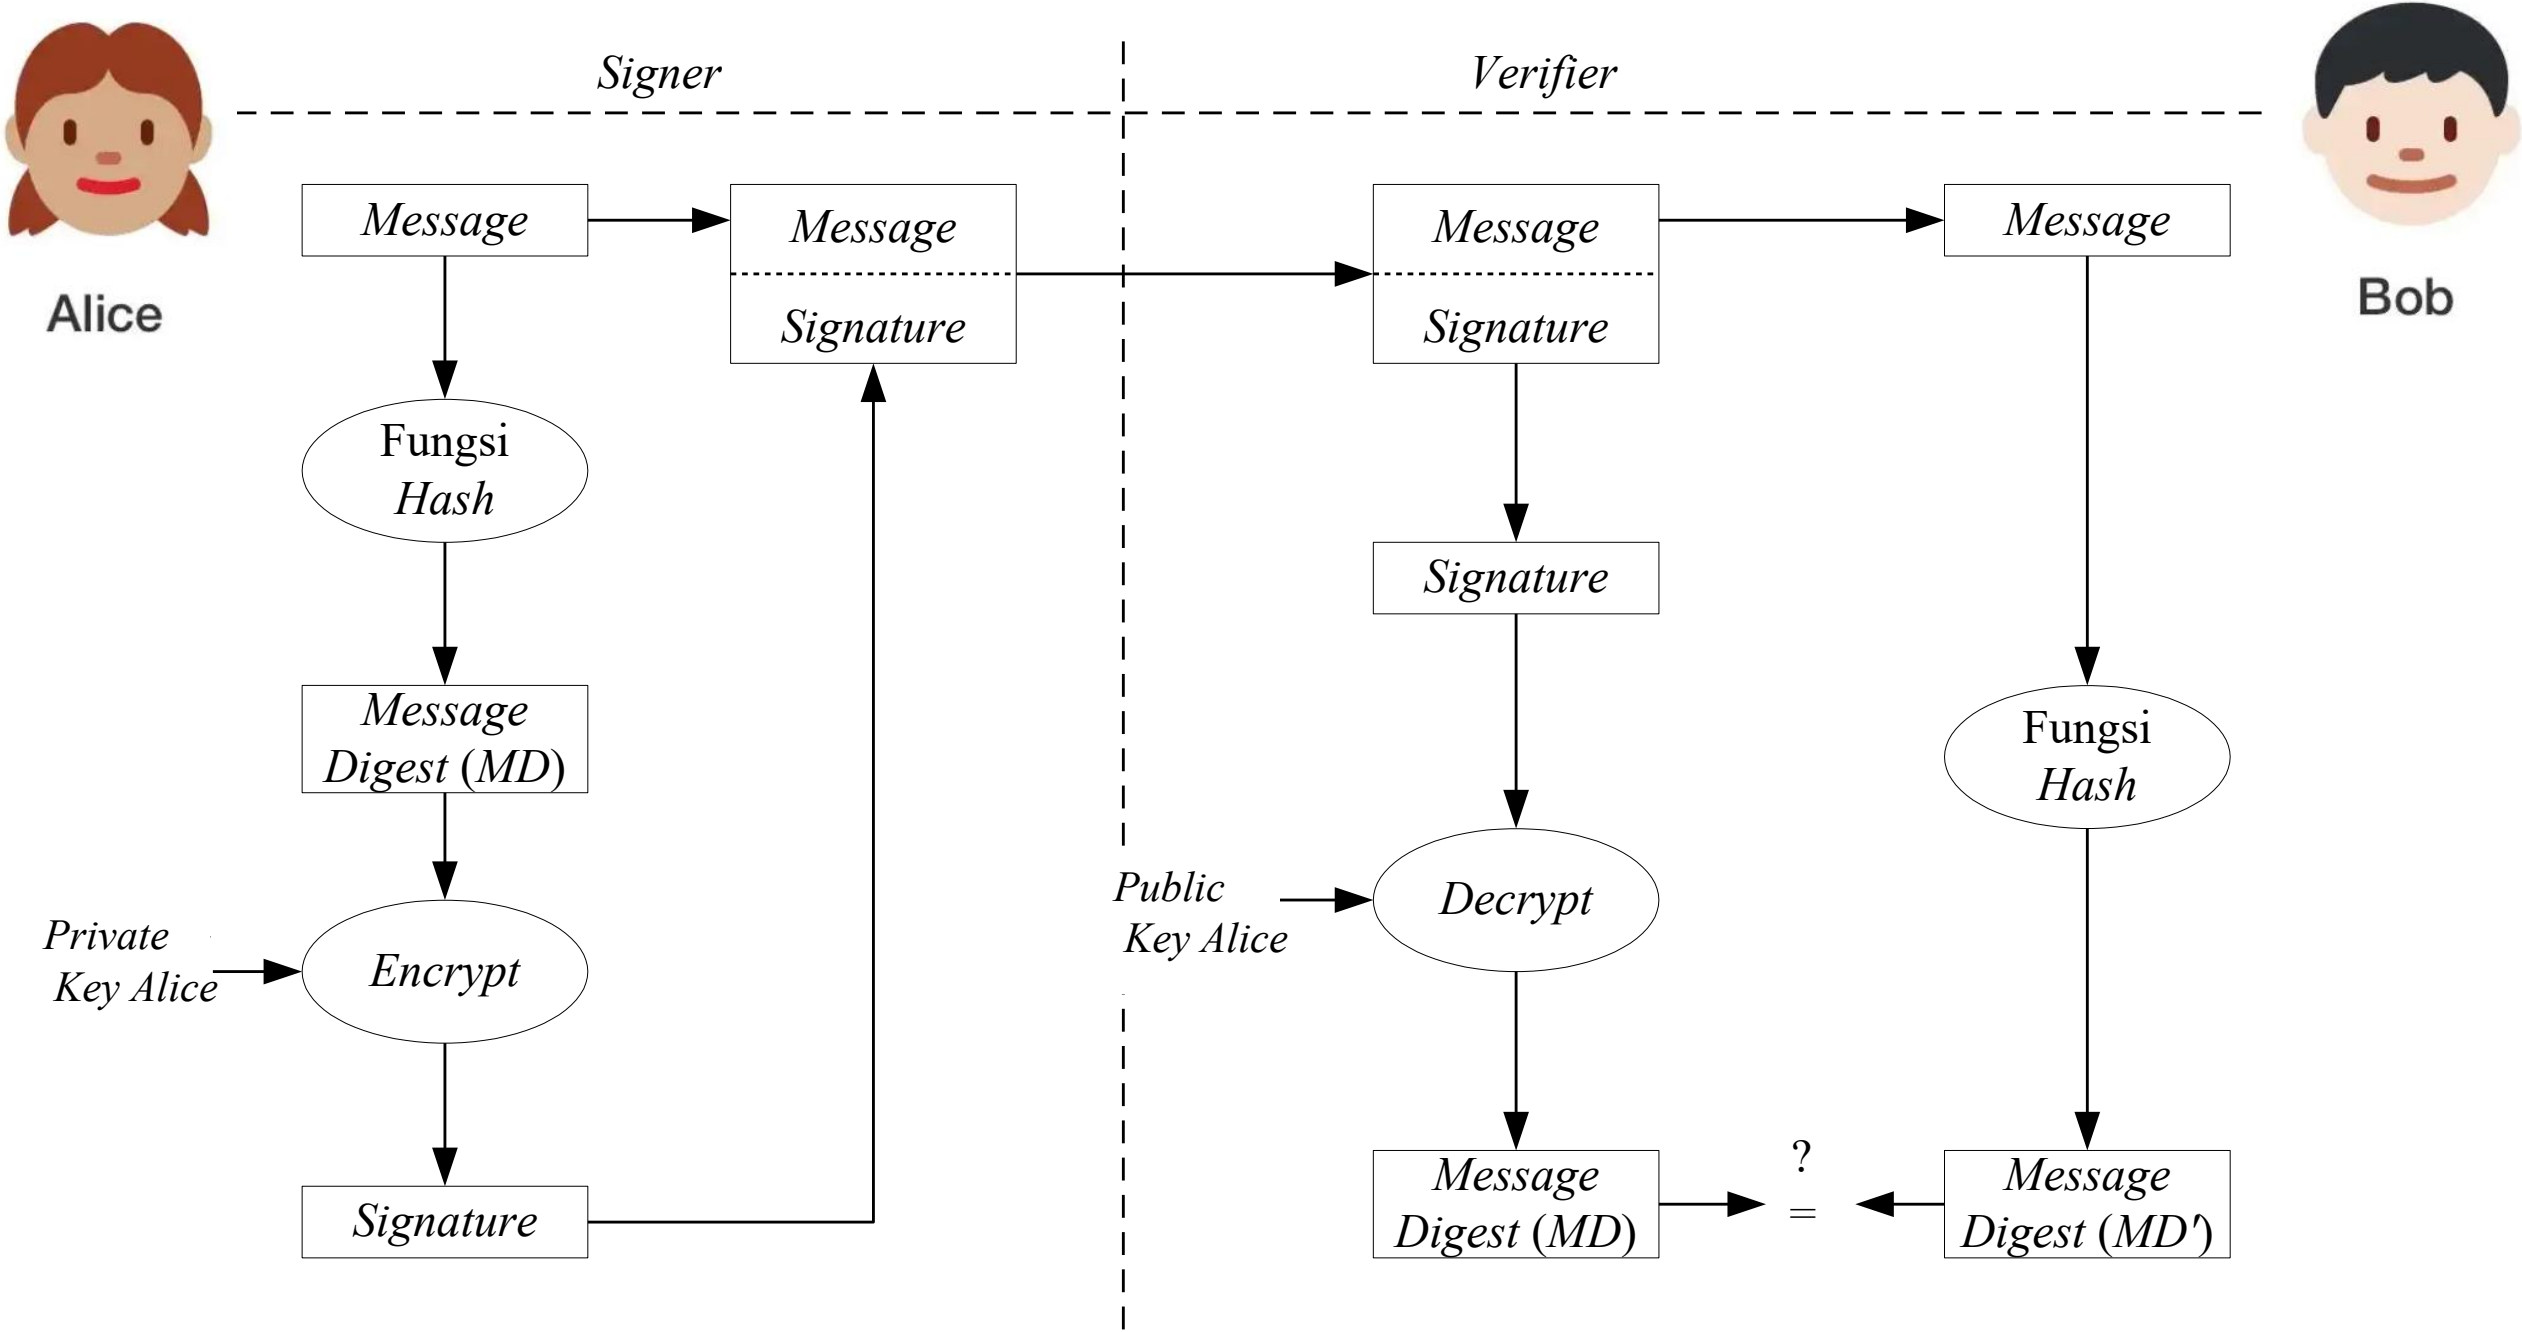 Signer
Verifier
Alice
Bob
Message
Message
Signature
Message
Signature
Message
Fungsi
Hash
Signature
Message
Digest (MD)
Fungsi
Hash
Private
Key Alice
Encrypt
Public
Key Alice
Decrypt
Signature
Message
Digest (MD)
?
=
Message
Digest (MD')